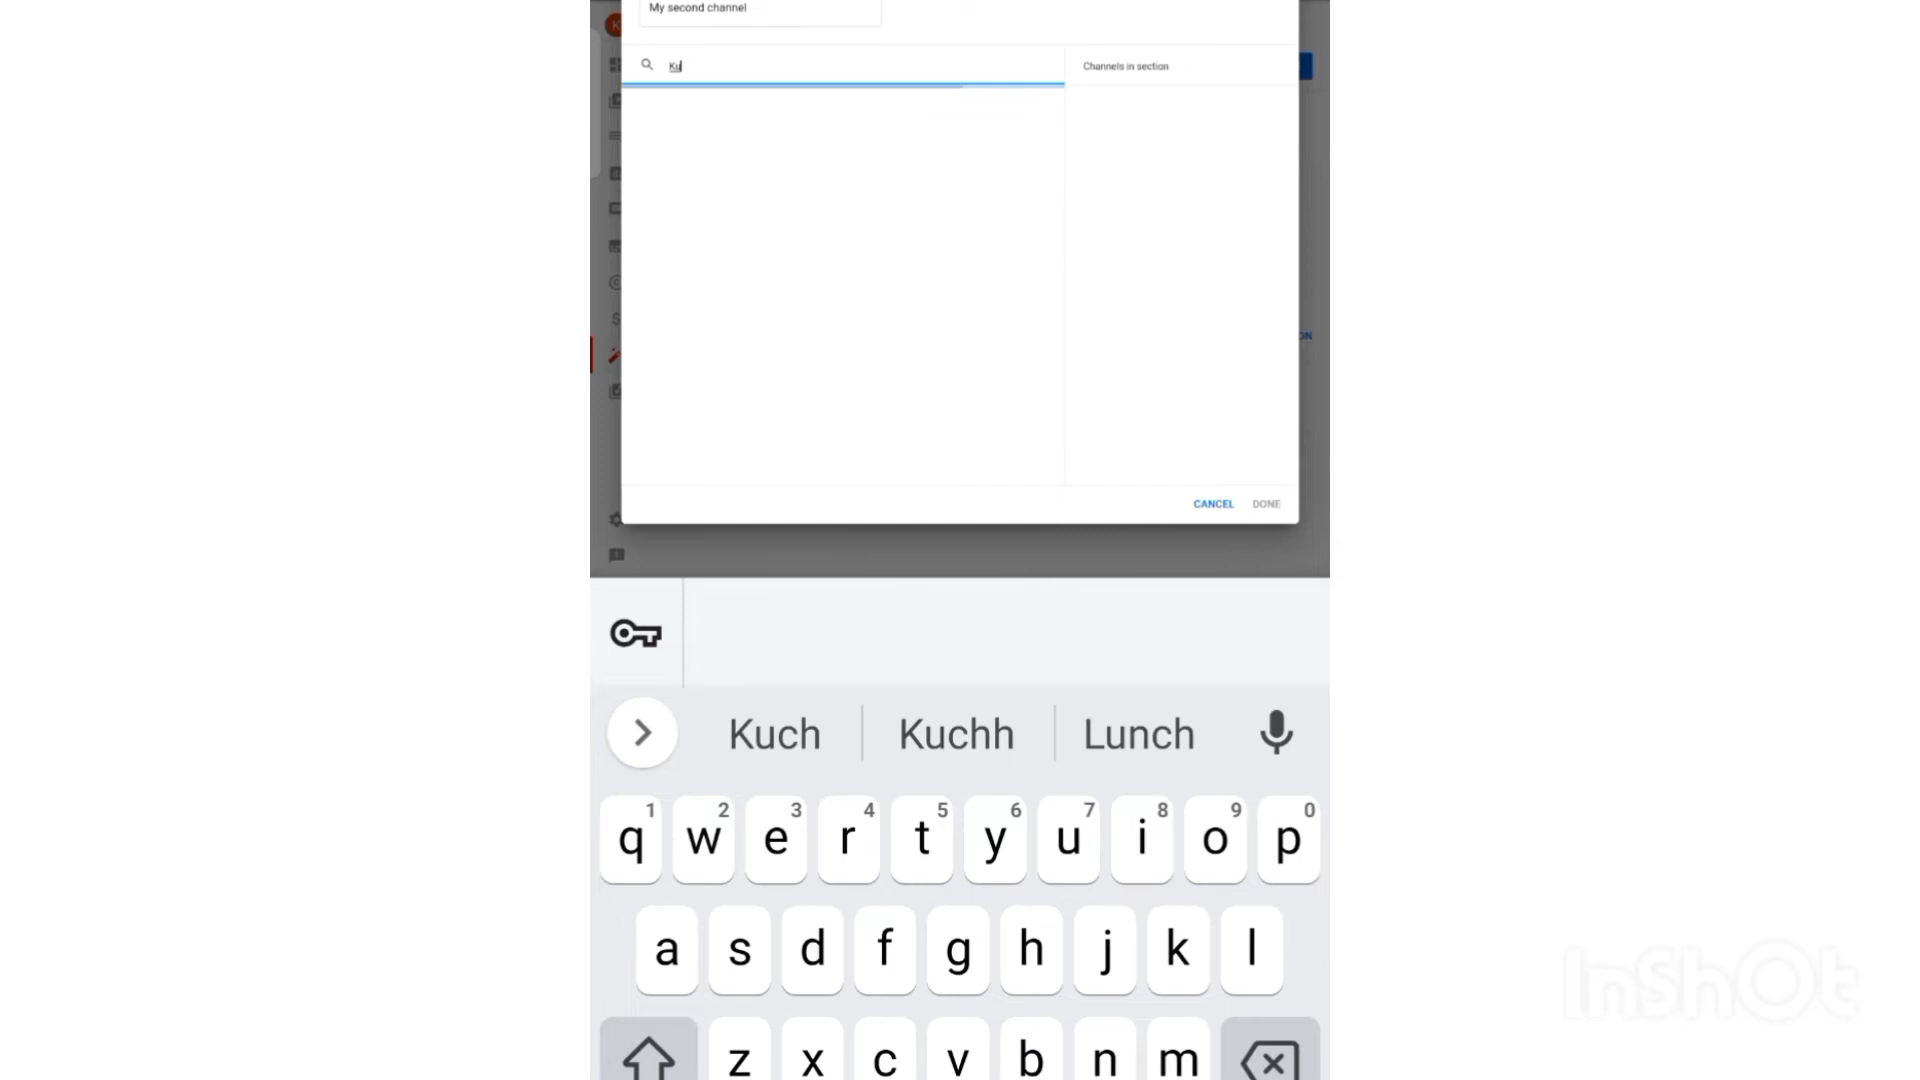 K
My second channel
Ku
Channels in section
ON
CANCEL DONE
Kuch Kuchh Lunch
1 2 3 4 5 6 7 8 9 0
q w e r t y u i o p
a s d f g h j k l
z x c v b n m
InShOt